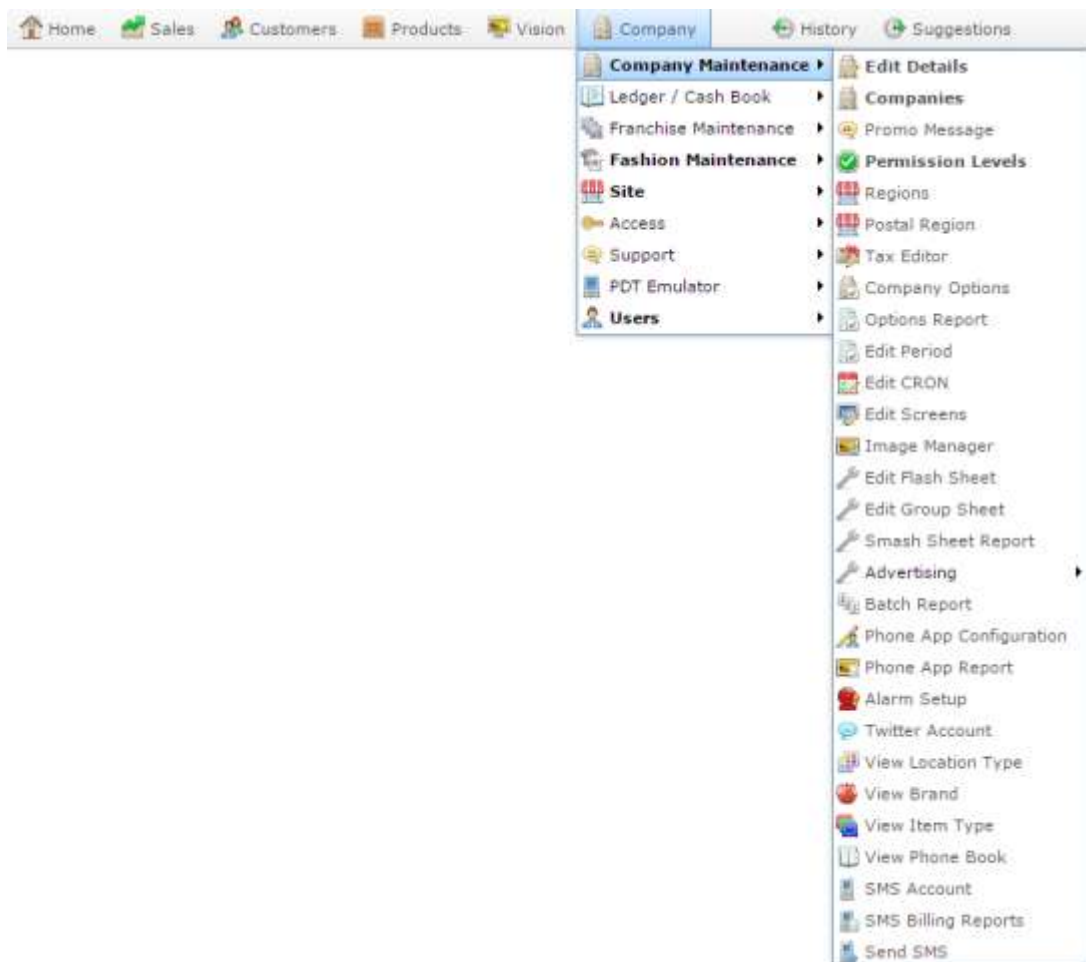 Home Sales Customers Products Vision Company History Suggestions
Company Maintenance
Ledger / Cash Book
Franchise Maintenance
Fashion Maintenance
Site
Access
Support
PDT Emulator
Users
Edit Details
Companies
Promo Message
Permission Levels
Regions
Postal Region
Tax Editor
Company Options
Options Report
Edit Period
Edit CRON
Edit Screens
Image Manager
Edit Flash Sheet
Edit Group Sheet
Smash Sheet Report
Advertising
Batch Report
Phone App Configuration
Phone App Report
Alarm Setup
Twitter Account
View Location Type
View Brand
View Item Type
View Phone Book
SMS Account
SMS Billing Reports
Send SMS